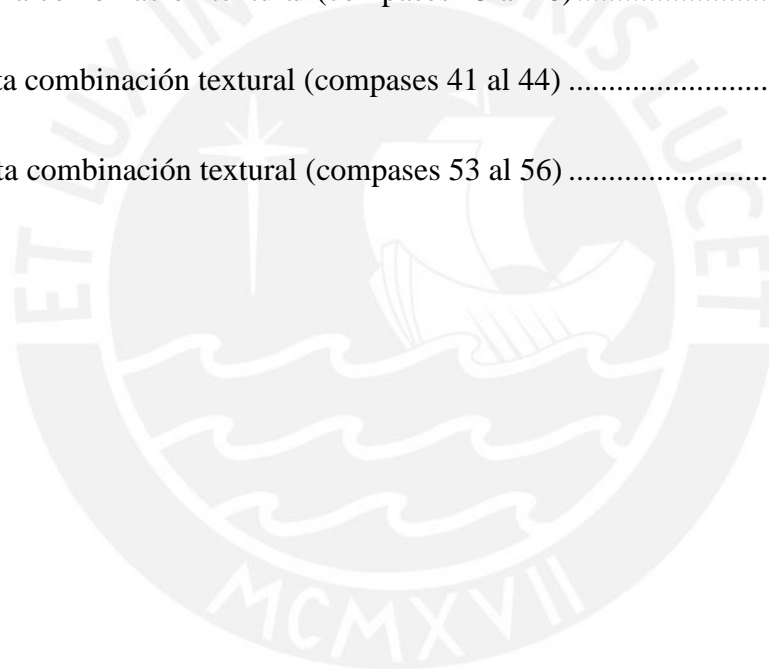 ta combinación textural (compases 41 al 44) ........................
ta combinación textural (compases 53 al 56) ........................
ET LUX IN RIS LUCET
MCMXVII